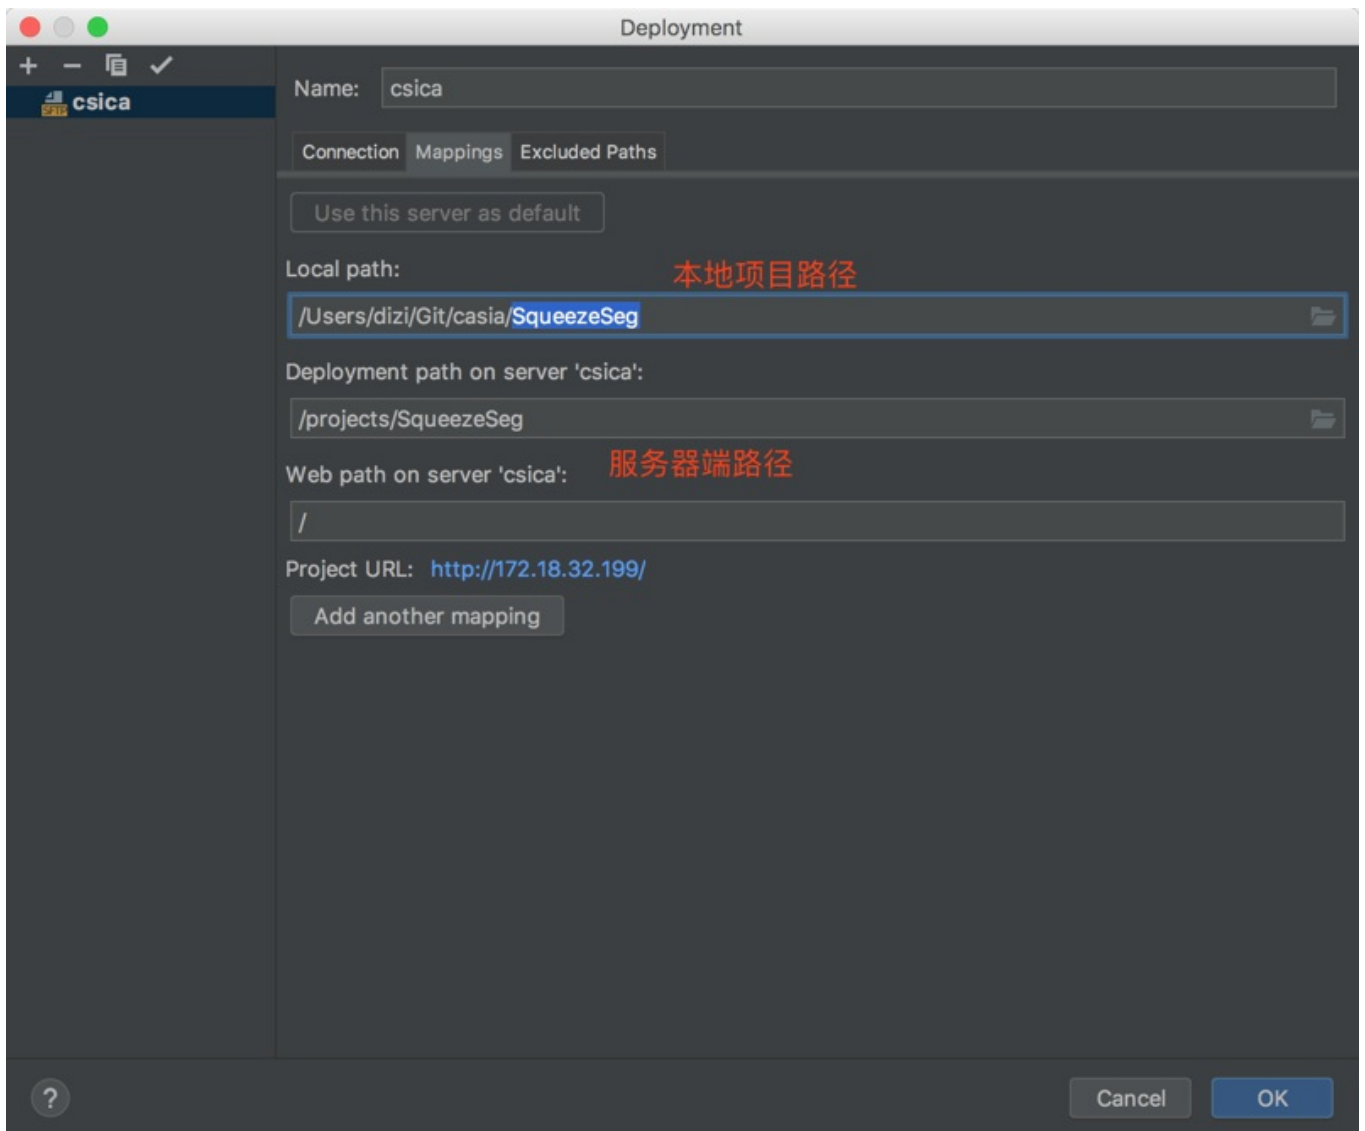 Deployment
csica
SFTP
Name: csica
Connection Mappings Excluded Paths
Use this server as default
Local path:
本地项目路径
/Users/dizi/Git/casia/SqueezeSeg
Deployment path on server 'csica':
/projects/SqueezeSeg
服务器端路径
Web path on server 'csica':
/
Project URL: http://172.18.32.199/
Add another mapping
?
Cancel
OK